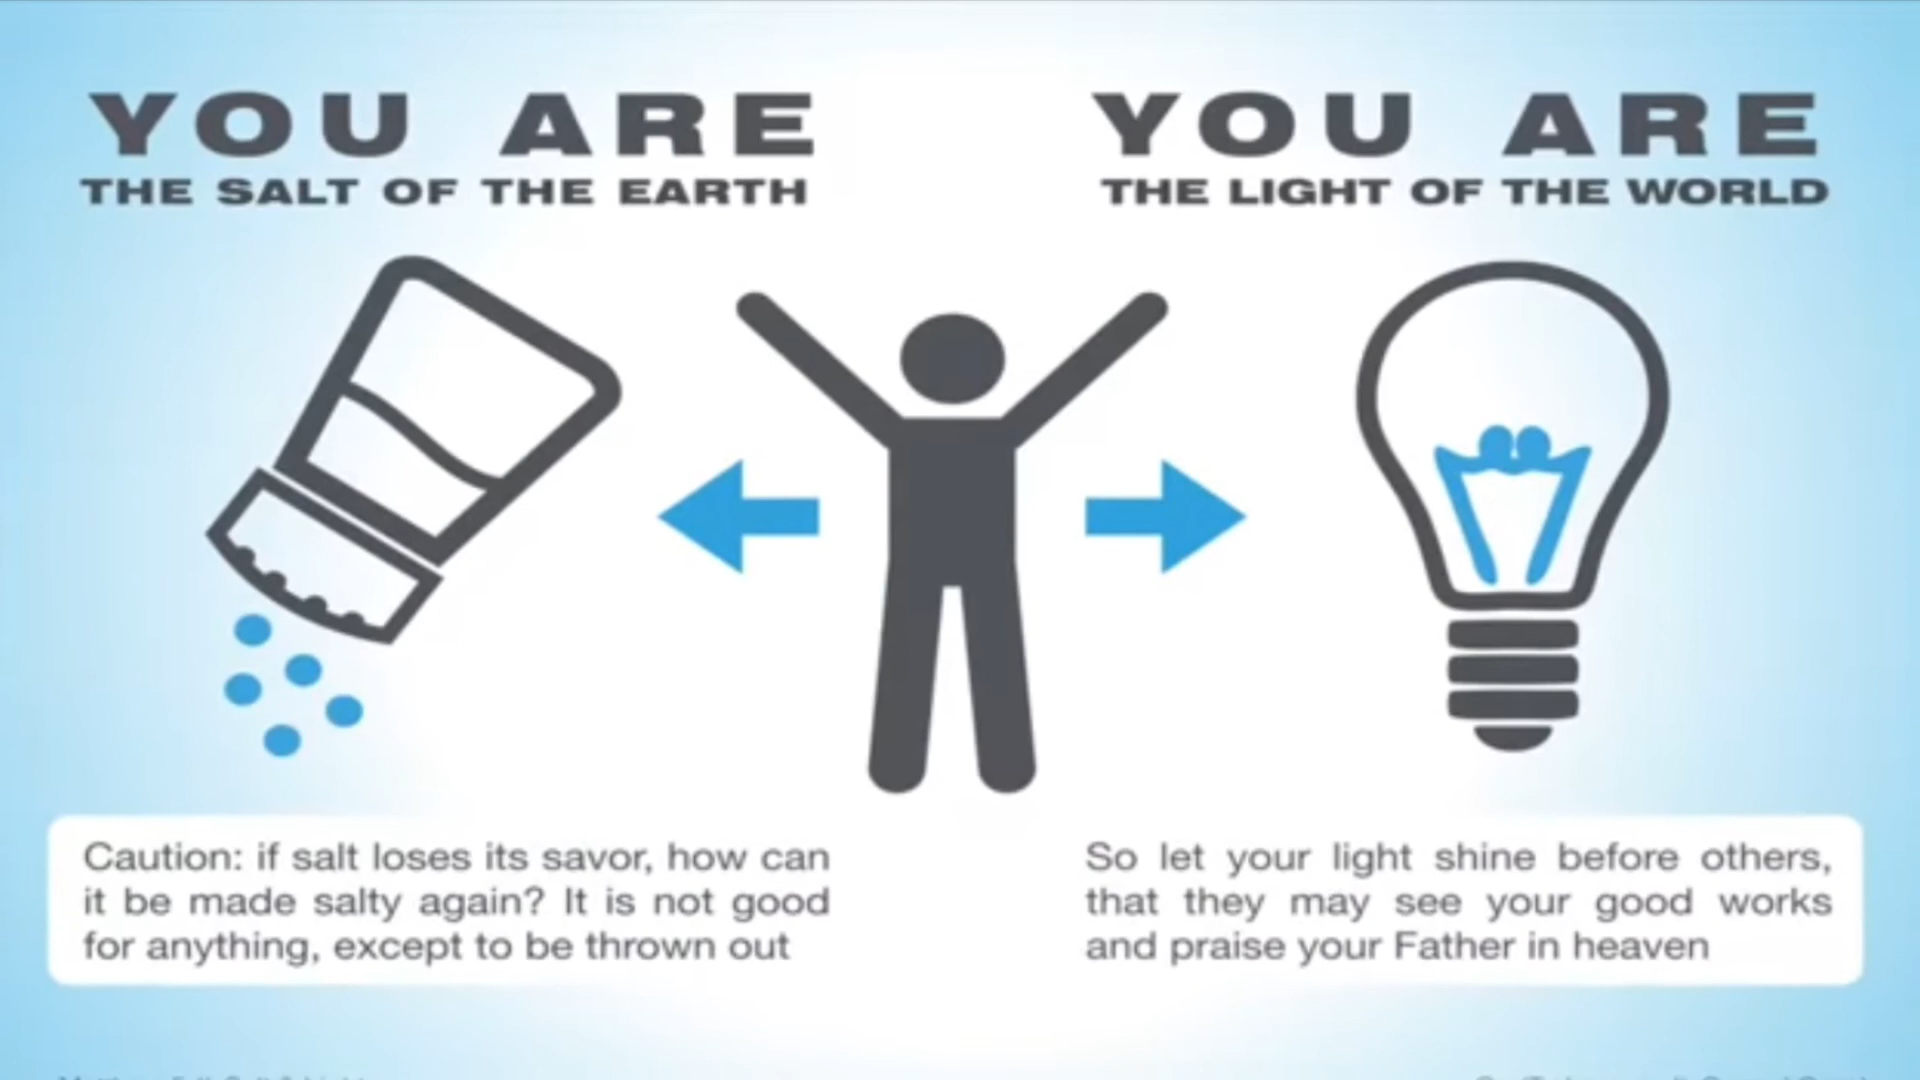 YOU ARE
THE SALT OF THE EARTH
YOU ARE
THE LIGHT OF THE WORLD
Caution: if salt loses its savor, how can
it be made salty again? It is not good
for anything, except to be thrown out
So let your light shine before others,
that they may see your good works
and praise your Father in heaven